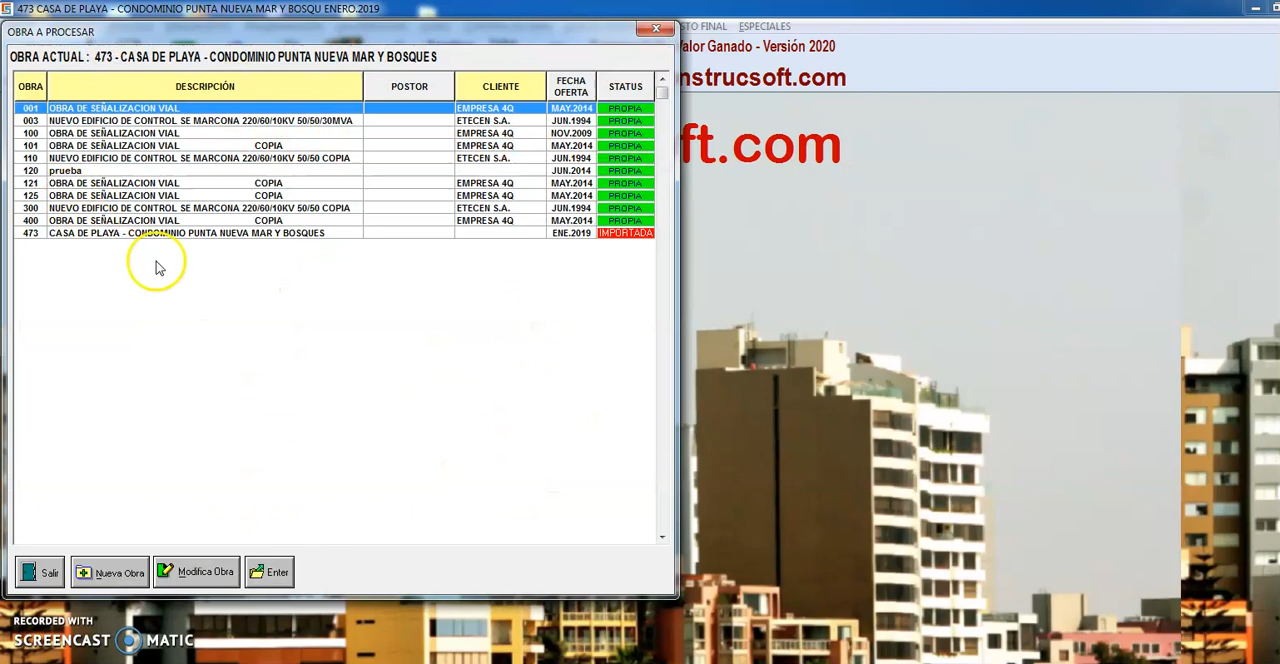 473 CASA DE PLAYA - CONDOMINIO PUNTA NUEVA MAR Y BOSQU ENERO.2019
OBRA A PROCESAR
STO FINAL ESPECIALES
OBRA ACTUAL : 473 - CASA DE PLAYA - CONDOMINIO PUNTA NUEVA MAR Y BOSQUES
Valor Ganado - Versión 2020
nstrucsoft.com
ft.com
OBRA DESCRIPCIÓN POSTOR CLIENTE FECHA OFERTA STATUS
001 OBRA DE SEÑALIZACION VIAL EMPRESA 4Q MAY.2014 PROPIA
003 NUEVO EDIFICIO DE CONTROL SE MARCONA 220/60/10KV 50/50/30MVA ETECEN S.A. JUN.1994 PROPIA
100 OBRA DE SEÑALIZACION VIAL EMPRESA 4Q NOV.2009 PROPIA
101 OBRA DE SEÑALIZACION VIAL COPIA EMPRESA 4Q MAY.2014 PROPIA
110 NUEVO EDIFICIO DE CONTROL SE MARCONA 220/60/10KV 50/50 COPIA ETECEN S.A. JUN.1994 PROPIA
120 prueba JUN.2014 PROPIA
121 OBRA DE SEÑALIZACION VIAL COPIA EMPRESA 4Q MAY.2014 PROPIA
125 OBRA DE SEÑALIZACION VIAL COPIA EMPRESA 4Q MAY.2014 PROPIA
300 NUEVO EDIFICIO DE CONTROL SE MARCONA 220/60/10KV 50/50 COPIA ETECEN S.A. JUN.1994 PROPIA
400 OBRA DE SEÑALIZACION VIAL COPIA EMPRESA 4Q MAY.2014 PROPIA
473 CASA DE PLAYA - CONDOMINIO PUNTA NUEVA MAR Y BOSQUES ENE.2019 IMPORTADA
Salir Nueva Obra Modifica Obra Enter
RECORDED WITH
SCREENCAST MATIC